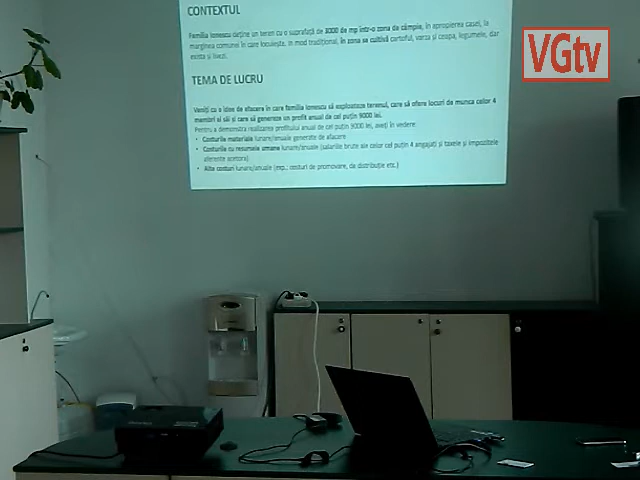 CONTEXTUL
VGtv
Familia Ionescu deține un teren cu o suprafață de 3000 de mp într-o zona de câmpie, în apropierea casei, la
marginea comunei în care locuiește. In mod tradițional, în zona se cultivă cartoful, varza și ceapa, legumele, dar
exista și livezi.
TEMA DE LUCRU
Veniți cu o idee de afacere în care familia Ionescu să exploateze terenul, care să ofere locuri de munca celor 4
membri ai săi și care să genereze un profit anual de cel puțin 9000 lei.
Pentru a demonstra realizarea profitului anual de cel puțin 9000 lei, aveți în vedere:
• Costurile materiale lunare/anuale generate de afacere
• Costurile cu resursele umane lunare/anuale (salariile brute ale celor cel puțin 4 angajați și taxele și impozitele
aferente acestora)
• Alte costuri lunare/anuale (exp.: costuri de promovare, de distribuție etc.)